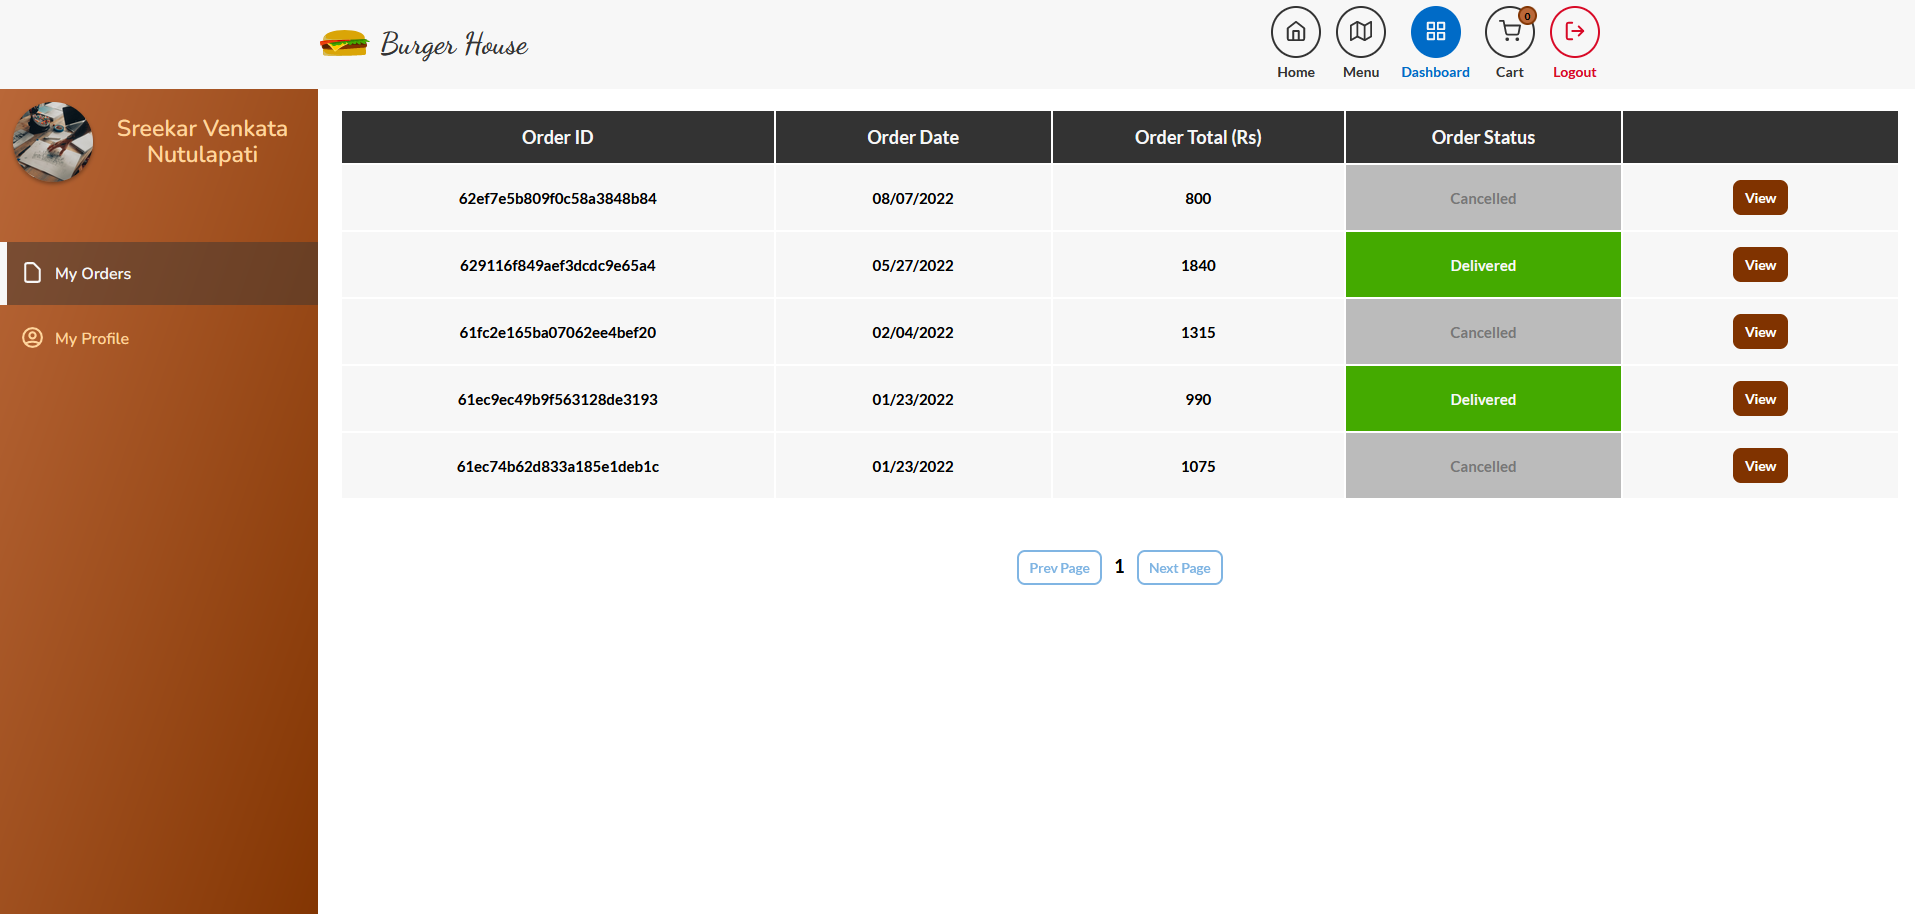 Burger House
Home
Menu
Dashboard
0
Cart
Logout
Sreekar Venkata
Nutulapati
My Orders
My Profile
Order ID Order Date Order Total (Rs) Order Status
62ef7e5b809f0c58a3848b84 08/07/2022 800 Cancelled View
629116f849aef3dcdc9e65a4 05/27/2022 1840 Delivered View
61fc2e165ba07062ee4bef20 02/04/2022 1315 Cancelled View
61ec9ec49b9f563128de3193 01/23/2022 990 Delivered View
61ec74b62d833a185e1deb1c 01/23/2022 1075 Cancelled View
Prev Page 1 Next Page